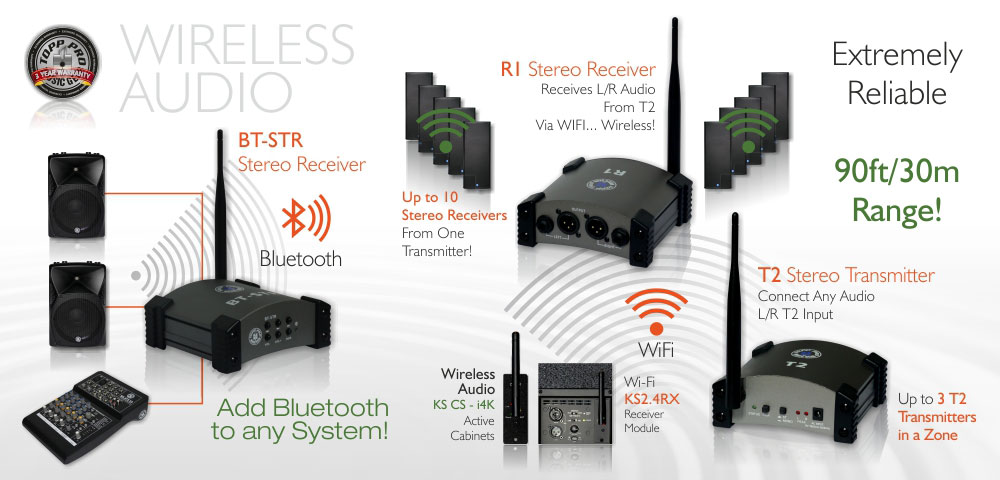 TOPP PRO
3 YEAR WARRANTY
WIRELESS
AUDIO
BT-STR
Stereo Receiver
Bluetooth
Add Bluetooth
to any System!
R1 Stereo Receiver
Receives L/R Audio
From T2
Via WIFI... Wireless!
Up to 10
Stereo Receivers
From One
Transmitter!
R1
Extremely
Reliable
90ft/30m
Range!
T2 Stereo Transmitter
Connect Any Audio
L/R T2 Input
WiFi
T2
Wireless
Audio
KS CS - i4K
Active
Cabinets
Wi-Fi
KS2.4RX
Receiver
Module
Up to 3 T2
Transmitters
in a Zone